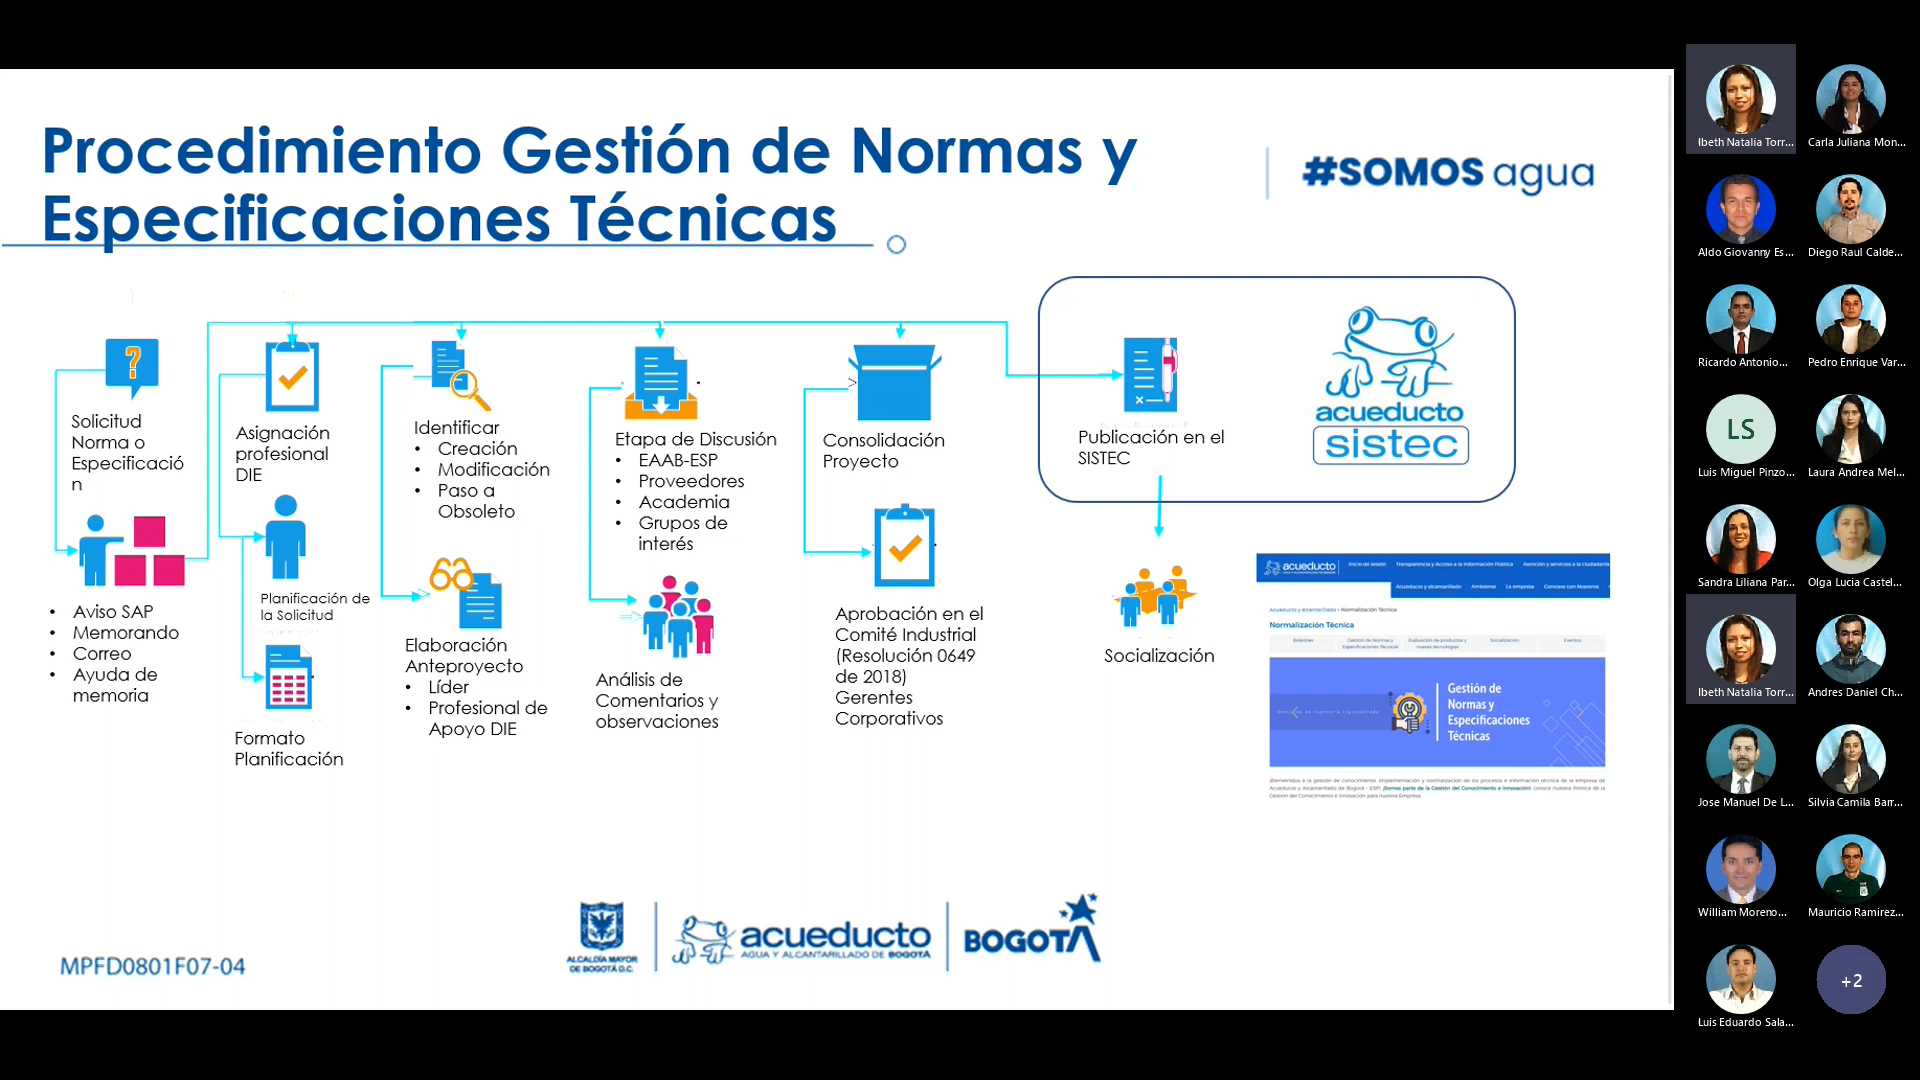 Procedimiento Gestión de Normas y
Especificaciones Técnicas
#SOMOS agua
Solicitud
Norma o
Especificació
n
Aviso SAP
Memorando
Correo
Ayuda de
memoria
Asignación
profesional
DIE
Planificación de
la Solicitud
Formato
Planificación
Identificar
Creación
Modificación
Paso a
Obsoleto
Elaboración
Anteproyecto
Líder
Profesional de
Apoyo DIE
Etapa de Discusión
EAAB-ESP
Proveedores
Academia
Grupos de
interés
Análisis de
Comentarios y
observaciones
Consolidación
Proyecto
Aprobación en el
Comité Industrial
(Resolución 0649
de 2018)
Gerentes
Corporativos
Publicación en el
SISTEC
acueducto
sistec
Socialización
acueducto
Inicio de sesión
Transparencia y Acceso a la Información Pública
Atención y servicios a la ciudadanía
Acueducto y alcantarillado
Ambiente
La empresa
Conoce con Nosotros
Acueducto y alcantarillado » Normalización Técnica
Normalización Técnica
Boletines
Gestión de Normas y
Especificaciones Técnicas
Evaluación de productos y
nuevas tecnologías
Socialización
Eventos
Gestión de
Normas y
Especificaciones
Técnicas
MPFD0801F07-04
ALCALDÍA MAYOR
DE BOGOTÁ D.C.
acueducto
AGUA Y ALCANTARILLADO DE BOGOTÁ
BOGOTÁ
Ibeth Natalia Torr...
Carla Juliana Mon...
Aldo Giovanny Es...
Diego Raul Calde...
Ricardo Antonio...
Pedro Enrique Var...
LS
Luis Miguel Pinzo...
Laura Andrea Mel...
Sandra Liliana Par...
Olga Lucia Castel...
Ibeth Natalia Torr...
Andres Daniel Ch...
Jose Manuel De L...
Silvia Camila Barr...
William Moreno...
Mauricio Ramirez...
Luis Eduardo Sala...
+2